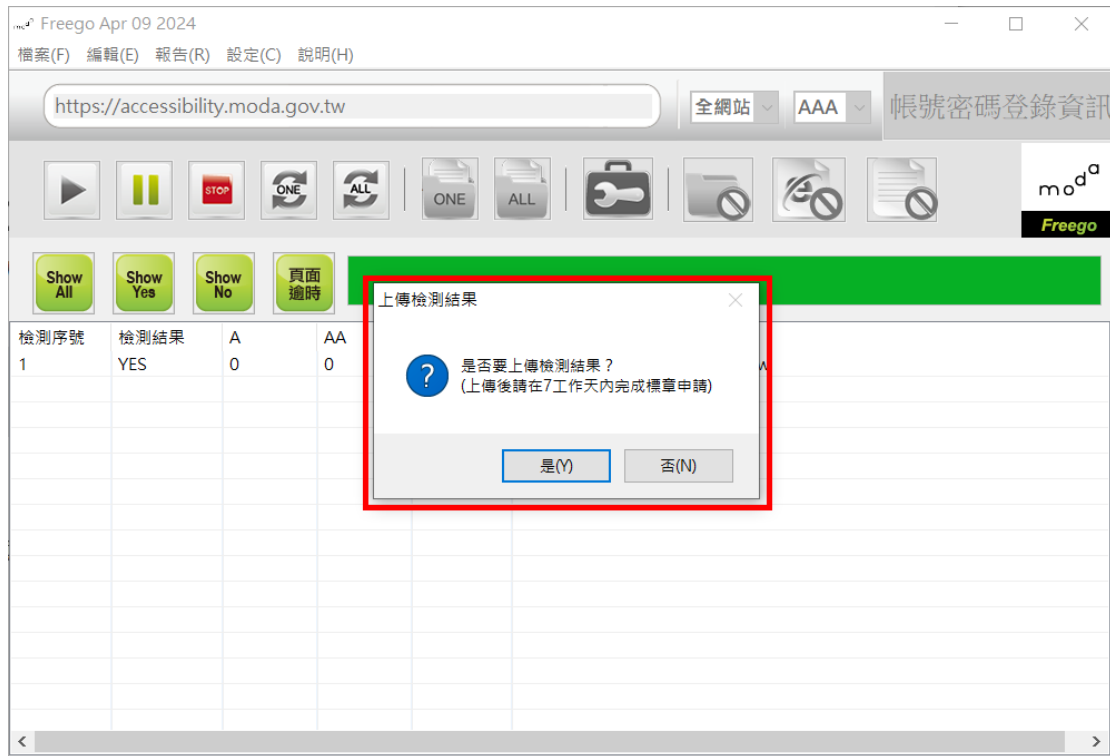 moda Freego Apr 09 2024
檔案(F) 編輯(E) 報告(R) 設定(C) 說明(H)
https://accessibility.moda.gov.tw 全網站 AAA 帳號密碼登錄資訊
STOP ONE ALL ONE ALL moda
Freego
Show All
Show Yes
Show No
頁面逾時
上傳檢測結果
檢測序號 檢測結果 A AA
1 YES 0 0
是否要上傳檢測結果？
(上傳後請在7工作天內完成標章申請)
是(Y) 否(N)